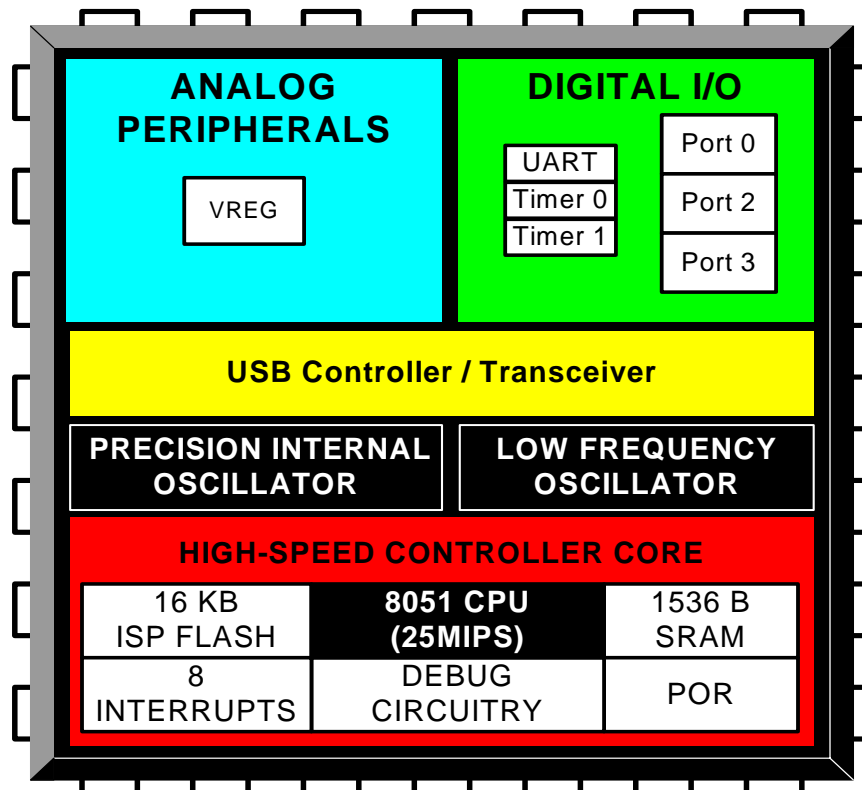 ANALOG
PERIPHERALS
VREG
DIGITAL I/O
UART
Timer 0
Timer 1
Port 0
Port 2
Port 3
USB Controller / Transceiver
PRECISION INTERNAL
OSCILLATOR
LOW FREQUENCY
OSCILLATOR
HIGH-SPEED CONTROLLER CORE
16 KB
ISP FLASH
8051 CPU
(25MIPS)
1536 B
SRAM
8
INTERRUPTS
DEBUG
CIRCUITRY
POR